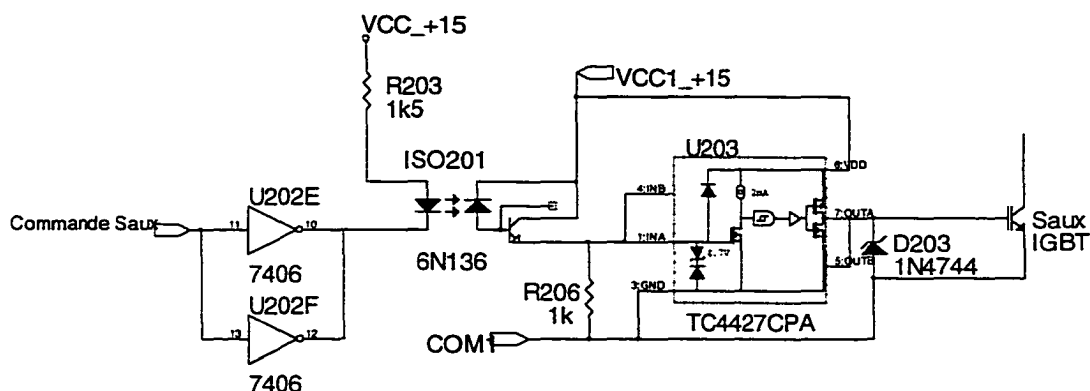 VCC_+15
VCC1_+15
R203
1k5
U203
ISO201
6:VDD
4:INB
2mA
U202E
Commande Saux
11
10
7:OUTA
Saux
IGBT
1:INA
D203
1N4744
7406
6N136
5:OUTB
U202F
R206
1k
3:GND
13
12
TC4427CPA
COM1
7406